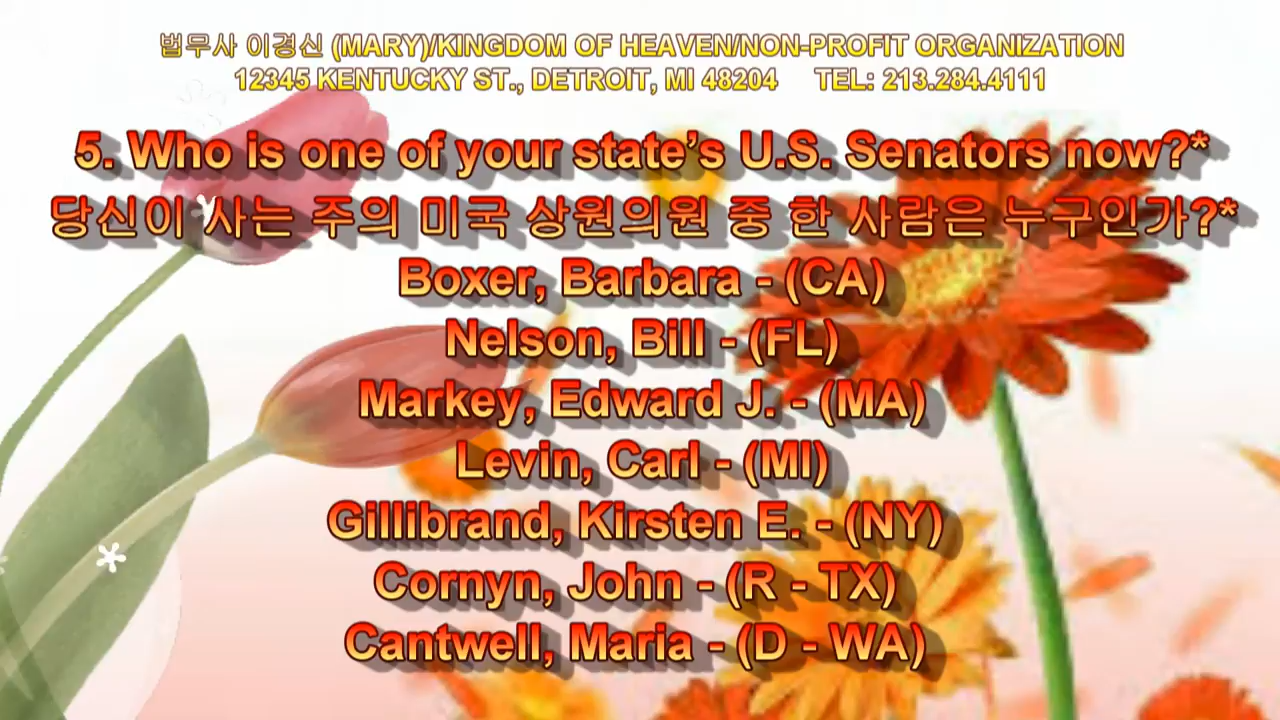 법무사 이경신 (MARY)/KINGDOM OF HEAVEN/NON-PROFIT ORGANIZATION
12345 KENTUCKY ST., DETROIT, MI 48204 TEL: 213.284.4111
5. Who is one of your state’s U.S. Senators now?*
당신이 사는 주의 미국 상원의원 중 한 사람은 누구인가?*
Boxer, Barbara - (CA)
Nelson, Bill - (FL)
Markey, Edward J. - (MA)
Levin, Carl - (MI)
Gillibrand, Kirsten E. - (NY)
Cornyn, John - (R - TX)
Cantwell, Maria - (D - WA)